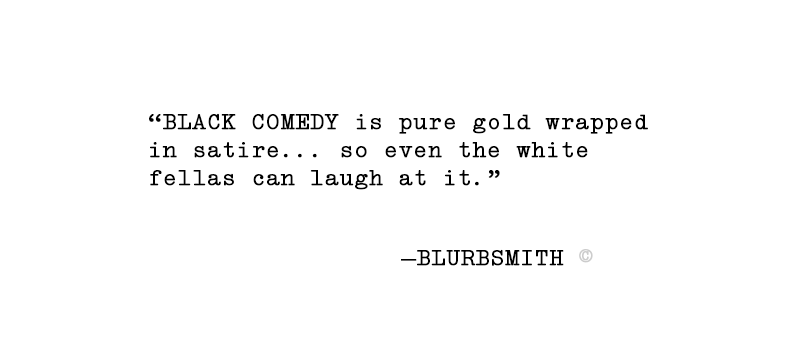 “BLACK COMEDY is pure gold wrapped
in satire... so even the white
fellas can laugh at it.”
—BLURBSMITH ©